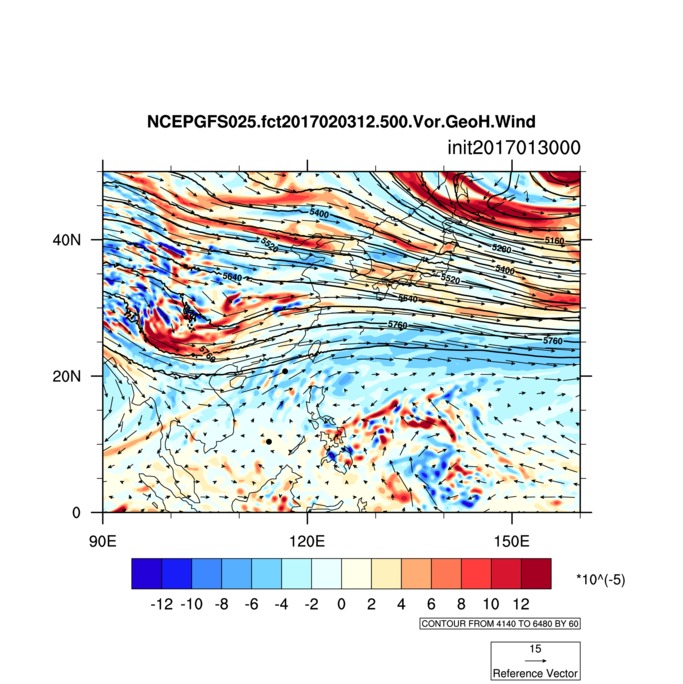 NCEPGFS025.fct2017020312.500.Vor.GeoH.Wind
init2017013000
5400
5160
40N
5520
5280
5400
5640
5520
5640
5760
5760
5760
20N
0
90E 120E 150E
-12 -10 -8 -6 -4 -2 0 2 4 6 8 10 12
*10^(-5)
CONTOUR FROM 4140 TO 6480 BY 60
15
Reference Vector